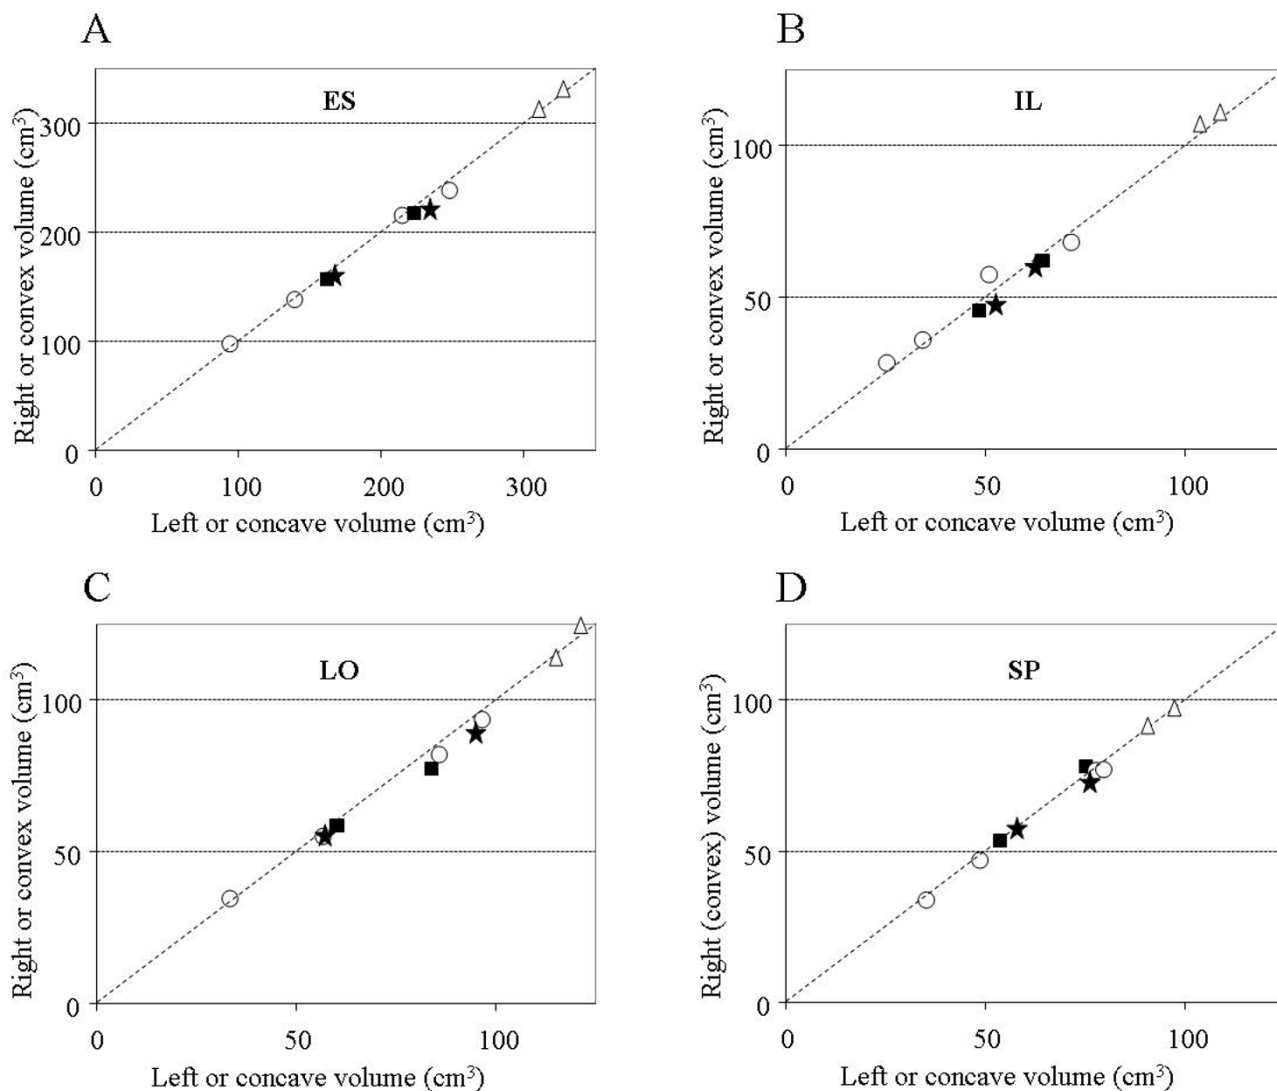 A
ES
Right or convex volume (cm³)
300
200
100
0
0 100 200 300
Left or concave volume (cm³)
B
IL
Right or convex volume (cm³)
100
50
0
0 50 100
Left or concave volume (cm³)
C
LO
Right or convex volume (cm³)
100
50
0
0 50 100
Left or concave volume (cm³)
D
SP
Right (convex) volume (cm³)
100
50
0
0 50 100
Left or concave volume (cm³)